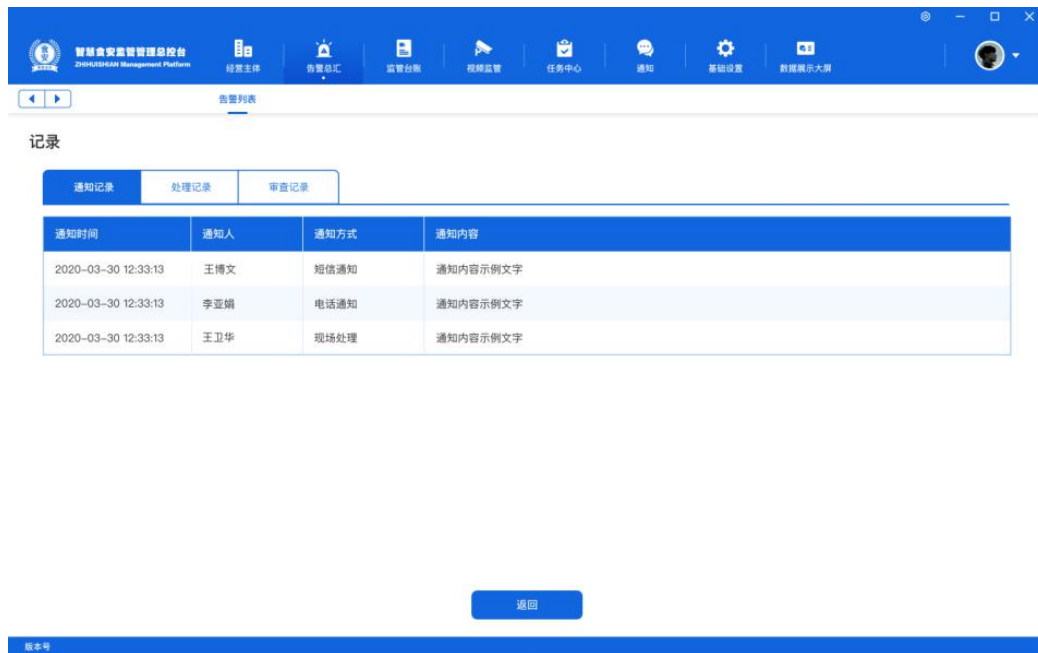 智慧食安监管管理总控台
ZHIHUISHIAN Management Platform
经营主体
告警总汇
监管台账
视频监管
任务中心
通知
基础设置
数据展示大屏
告警列表
记录
通知记录 处理记录 审查记录
通知时间 通知人 通知方式 通知内容
2020-03-30 12:33:13 王博文 短信通知 通知内容示例文字
2020-03-30 12:33:13 李亚娟 电话通知 通知内容示例文字
2020-03-30 12:33:13 王卫华 现场处理 通知内容示例文字
返回
版本号